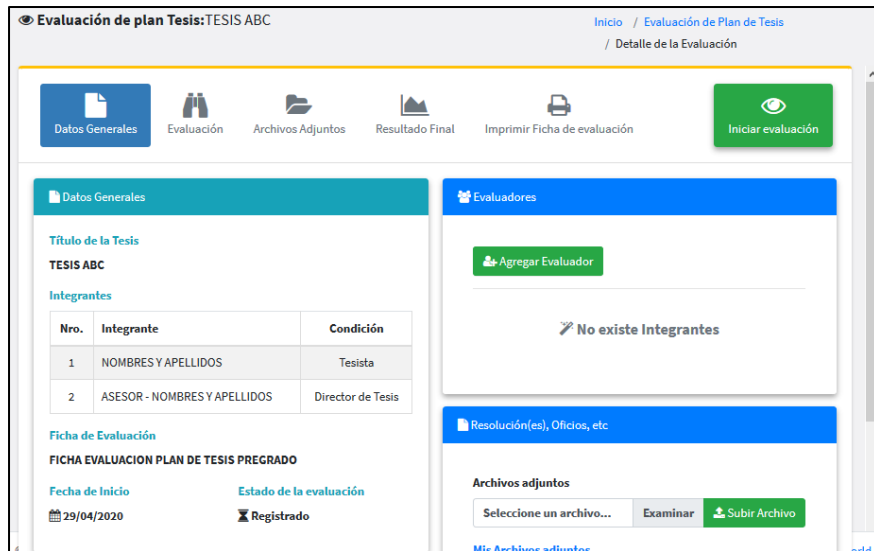 Evaluación de plan Tesis:TESIS ABC
Inicio / Evaluación de Plan de Tesis
/ Detalle de la Evaluación
Datos Generales
Evaluación
Archivos Adjuntos
Resultado Final
Imprimir Ficha de evaluación
Iniciar evaluación
Datos Generales
Título de la Tesis
TESIS ABC
Integrantes
Nro. Integrante Condición
1 NOMBRES Y APELLIDOS Tesista
2 ASESOR - NOMBRES Y APELLIDOS Director de Tesis
Ficha de Evaluación
FICHA EVALUACION PLAN DE TESIS PREGRADO
Fecha de Inicio Estado de la evaluación
29/04/2020 Registrado
Evaluadores
Agregar Evaluador
No existe Integrantes
Resolución(es), Oficios, etc
Archivos adjuntos
Seleccione un archivo... Examinar Subir Archivo
Mis Archivos adjuntos